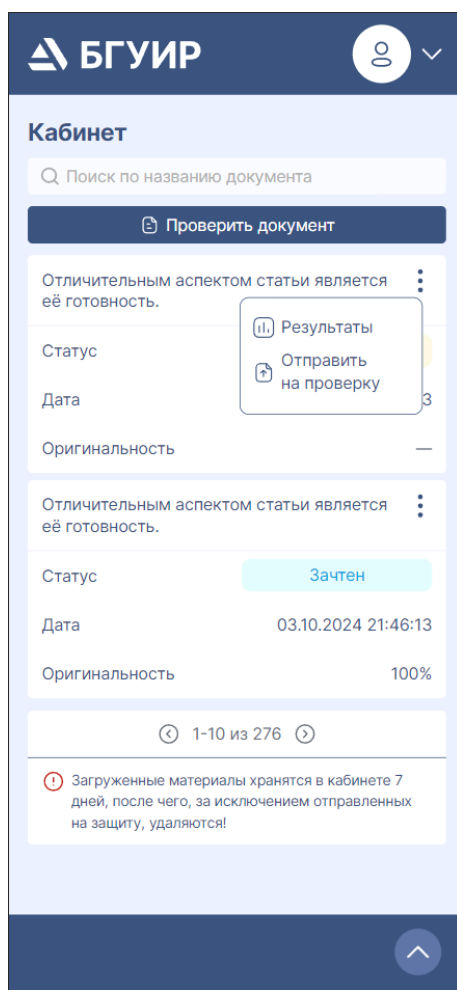 БГУИР
Кабинет
Поиск по названию документа
Проверить документ
Отличительным аспектом статьи является
её готовность.
Результаты
Отправить
на проверку
Статус
Дата
3
Оригинальность —
Отличительным аспектом статьи является
её готовность.
Статус Зачтен
Дата 03.10.2024 21:46:13
Оригинальность 100%
1-10 из 276
Загруженные материалы хранятся в кабинете 7
дней, после чего, за исключением отправленных
на защиту, удаляются!